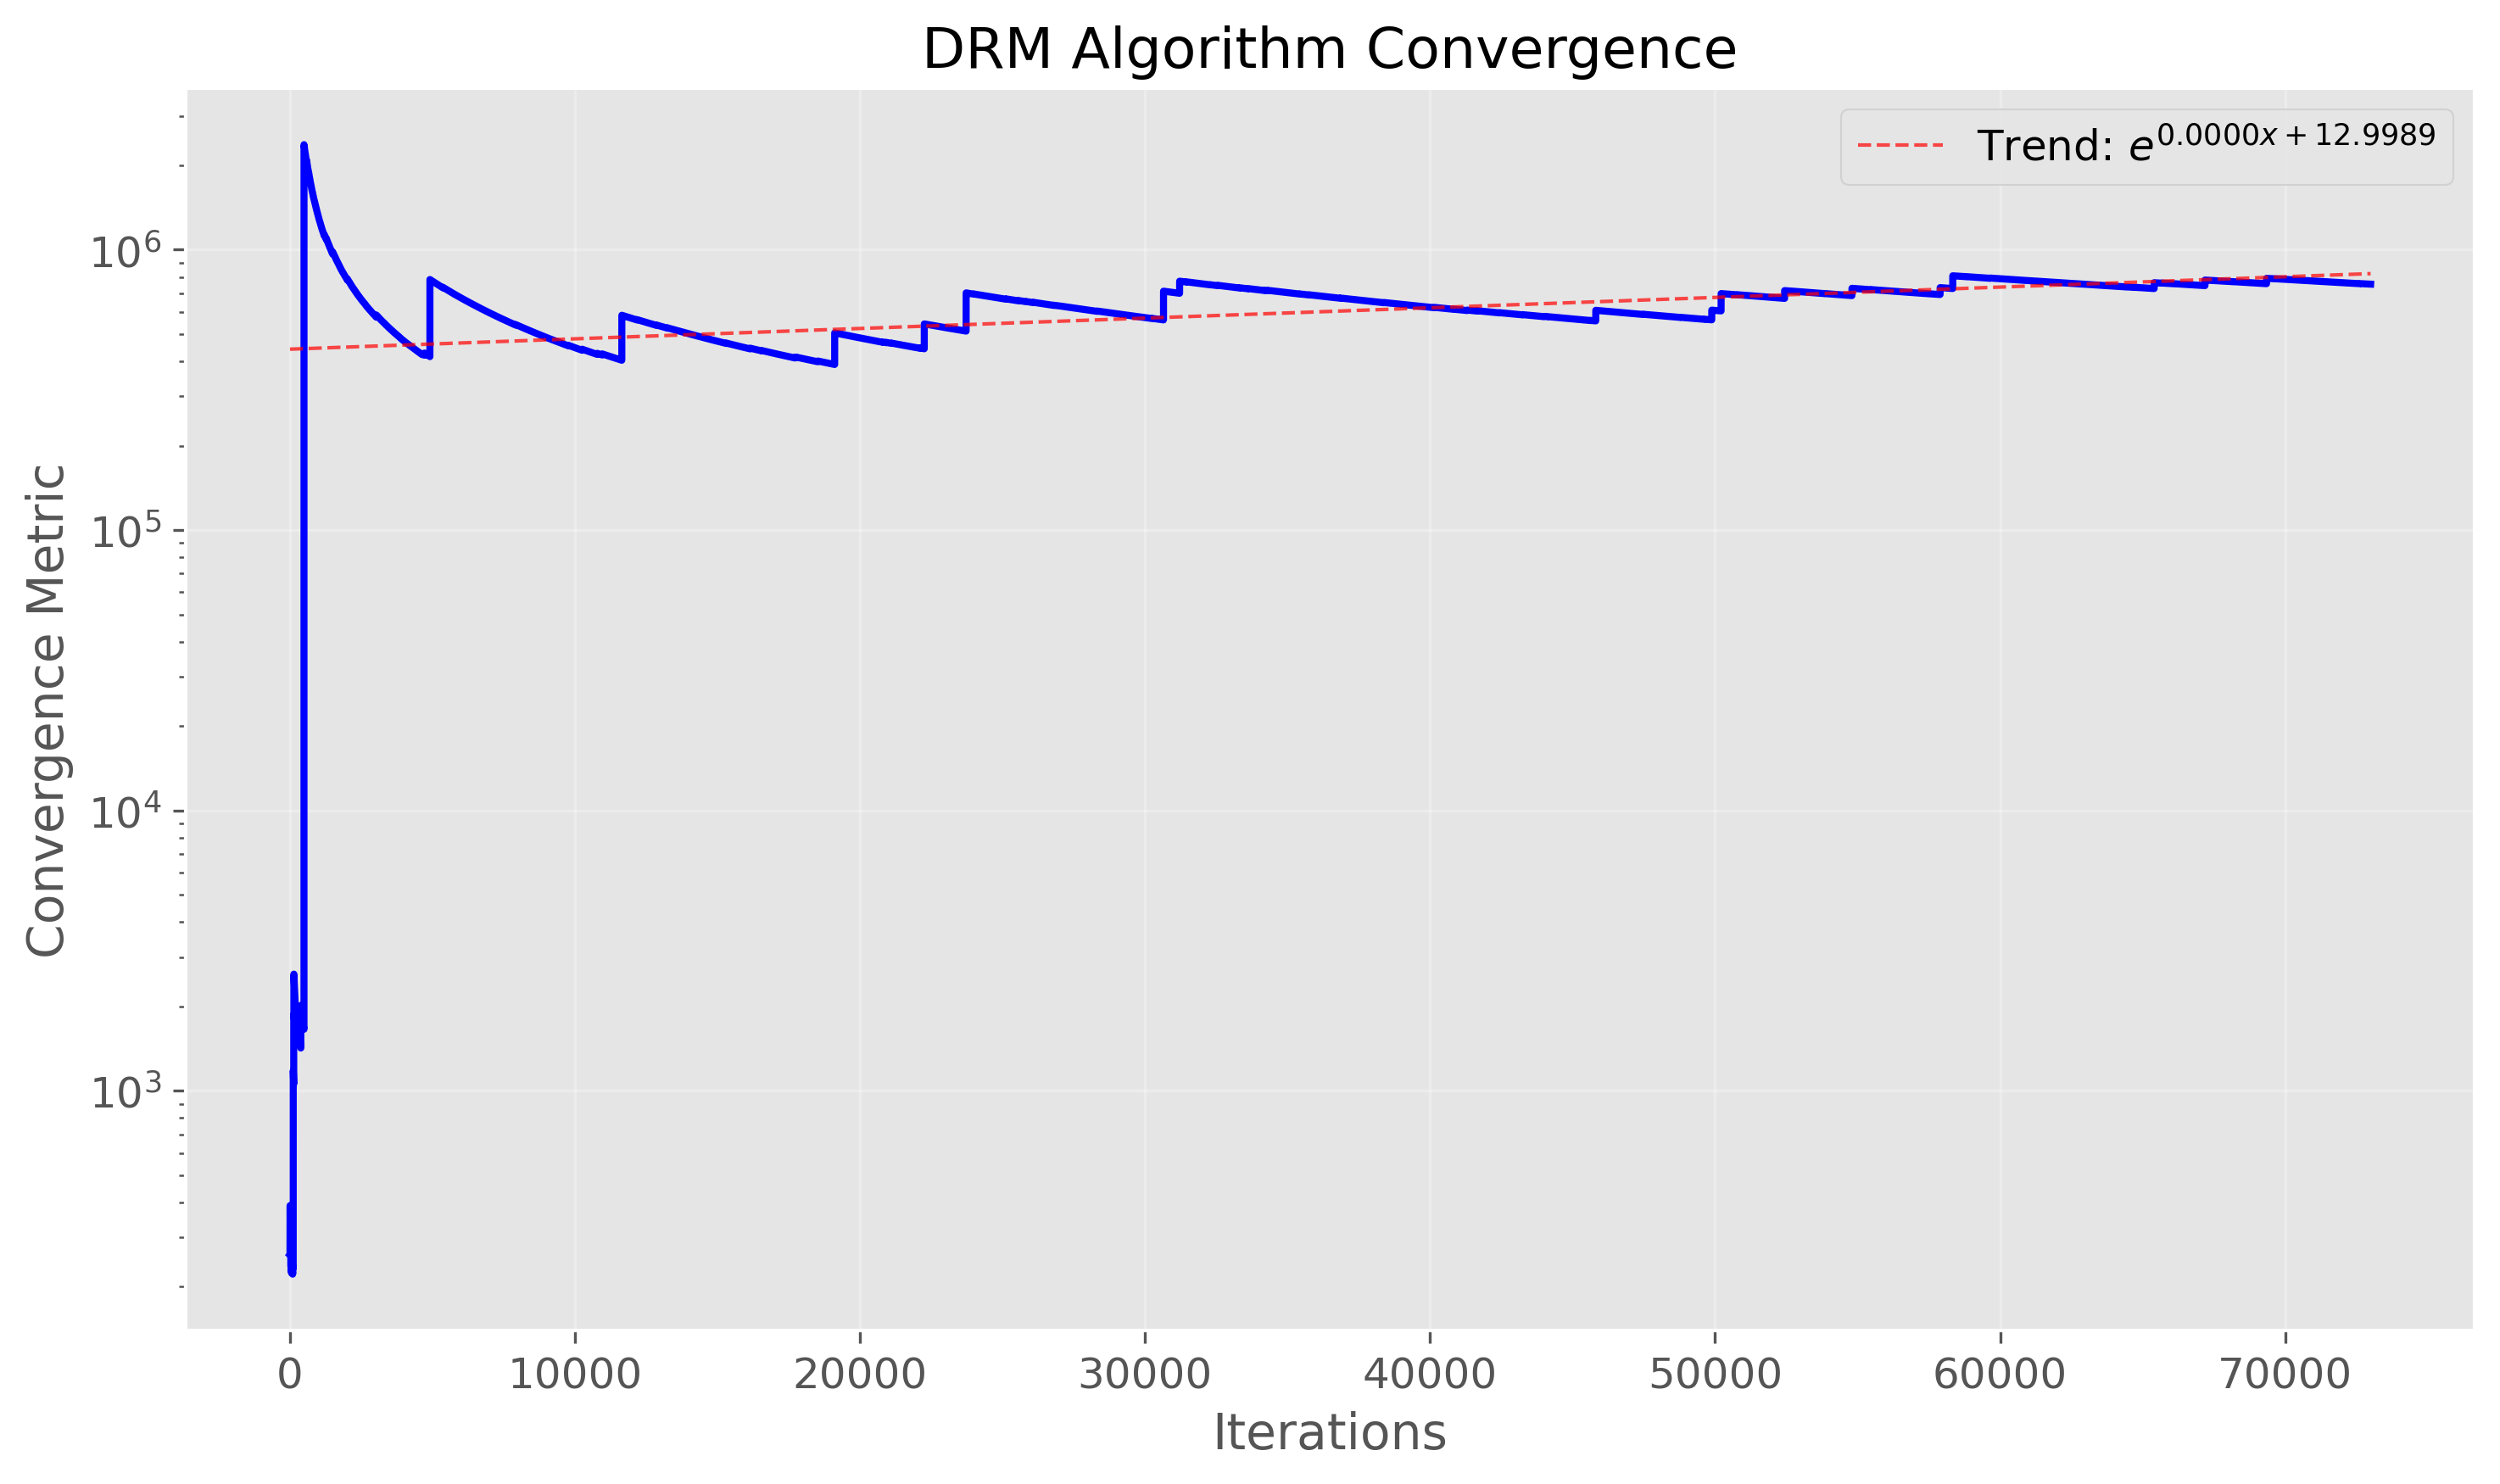 DRM Algorithm Convergence
Trend: e^{0.0000x + 12.9989}
Convergence Metric
10^6
10^5
10^4
10^3
0 10000 20000 30000 40000 50000 60000 70000
Iterations